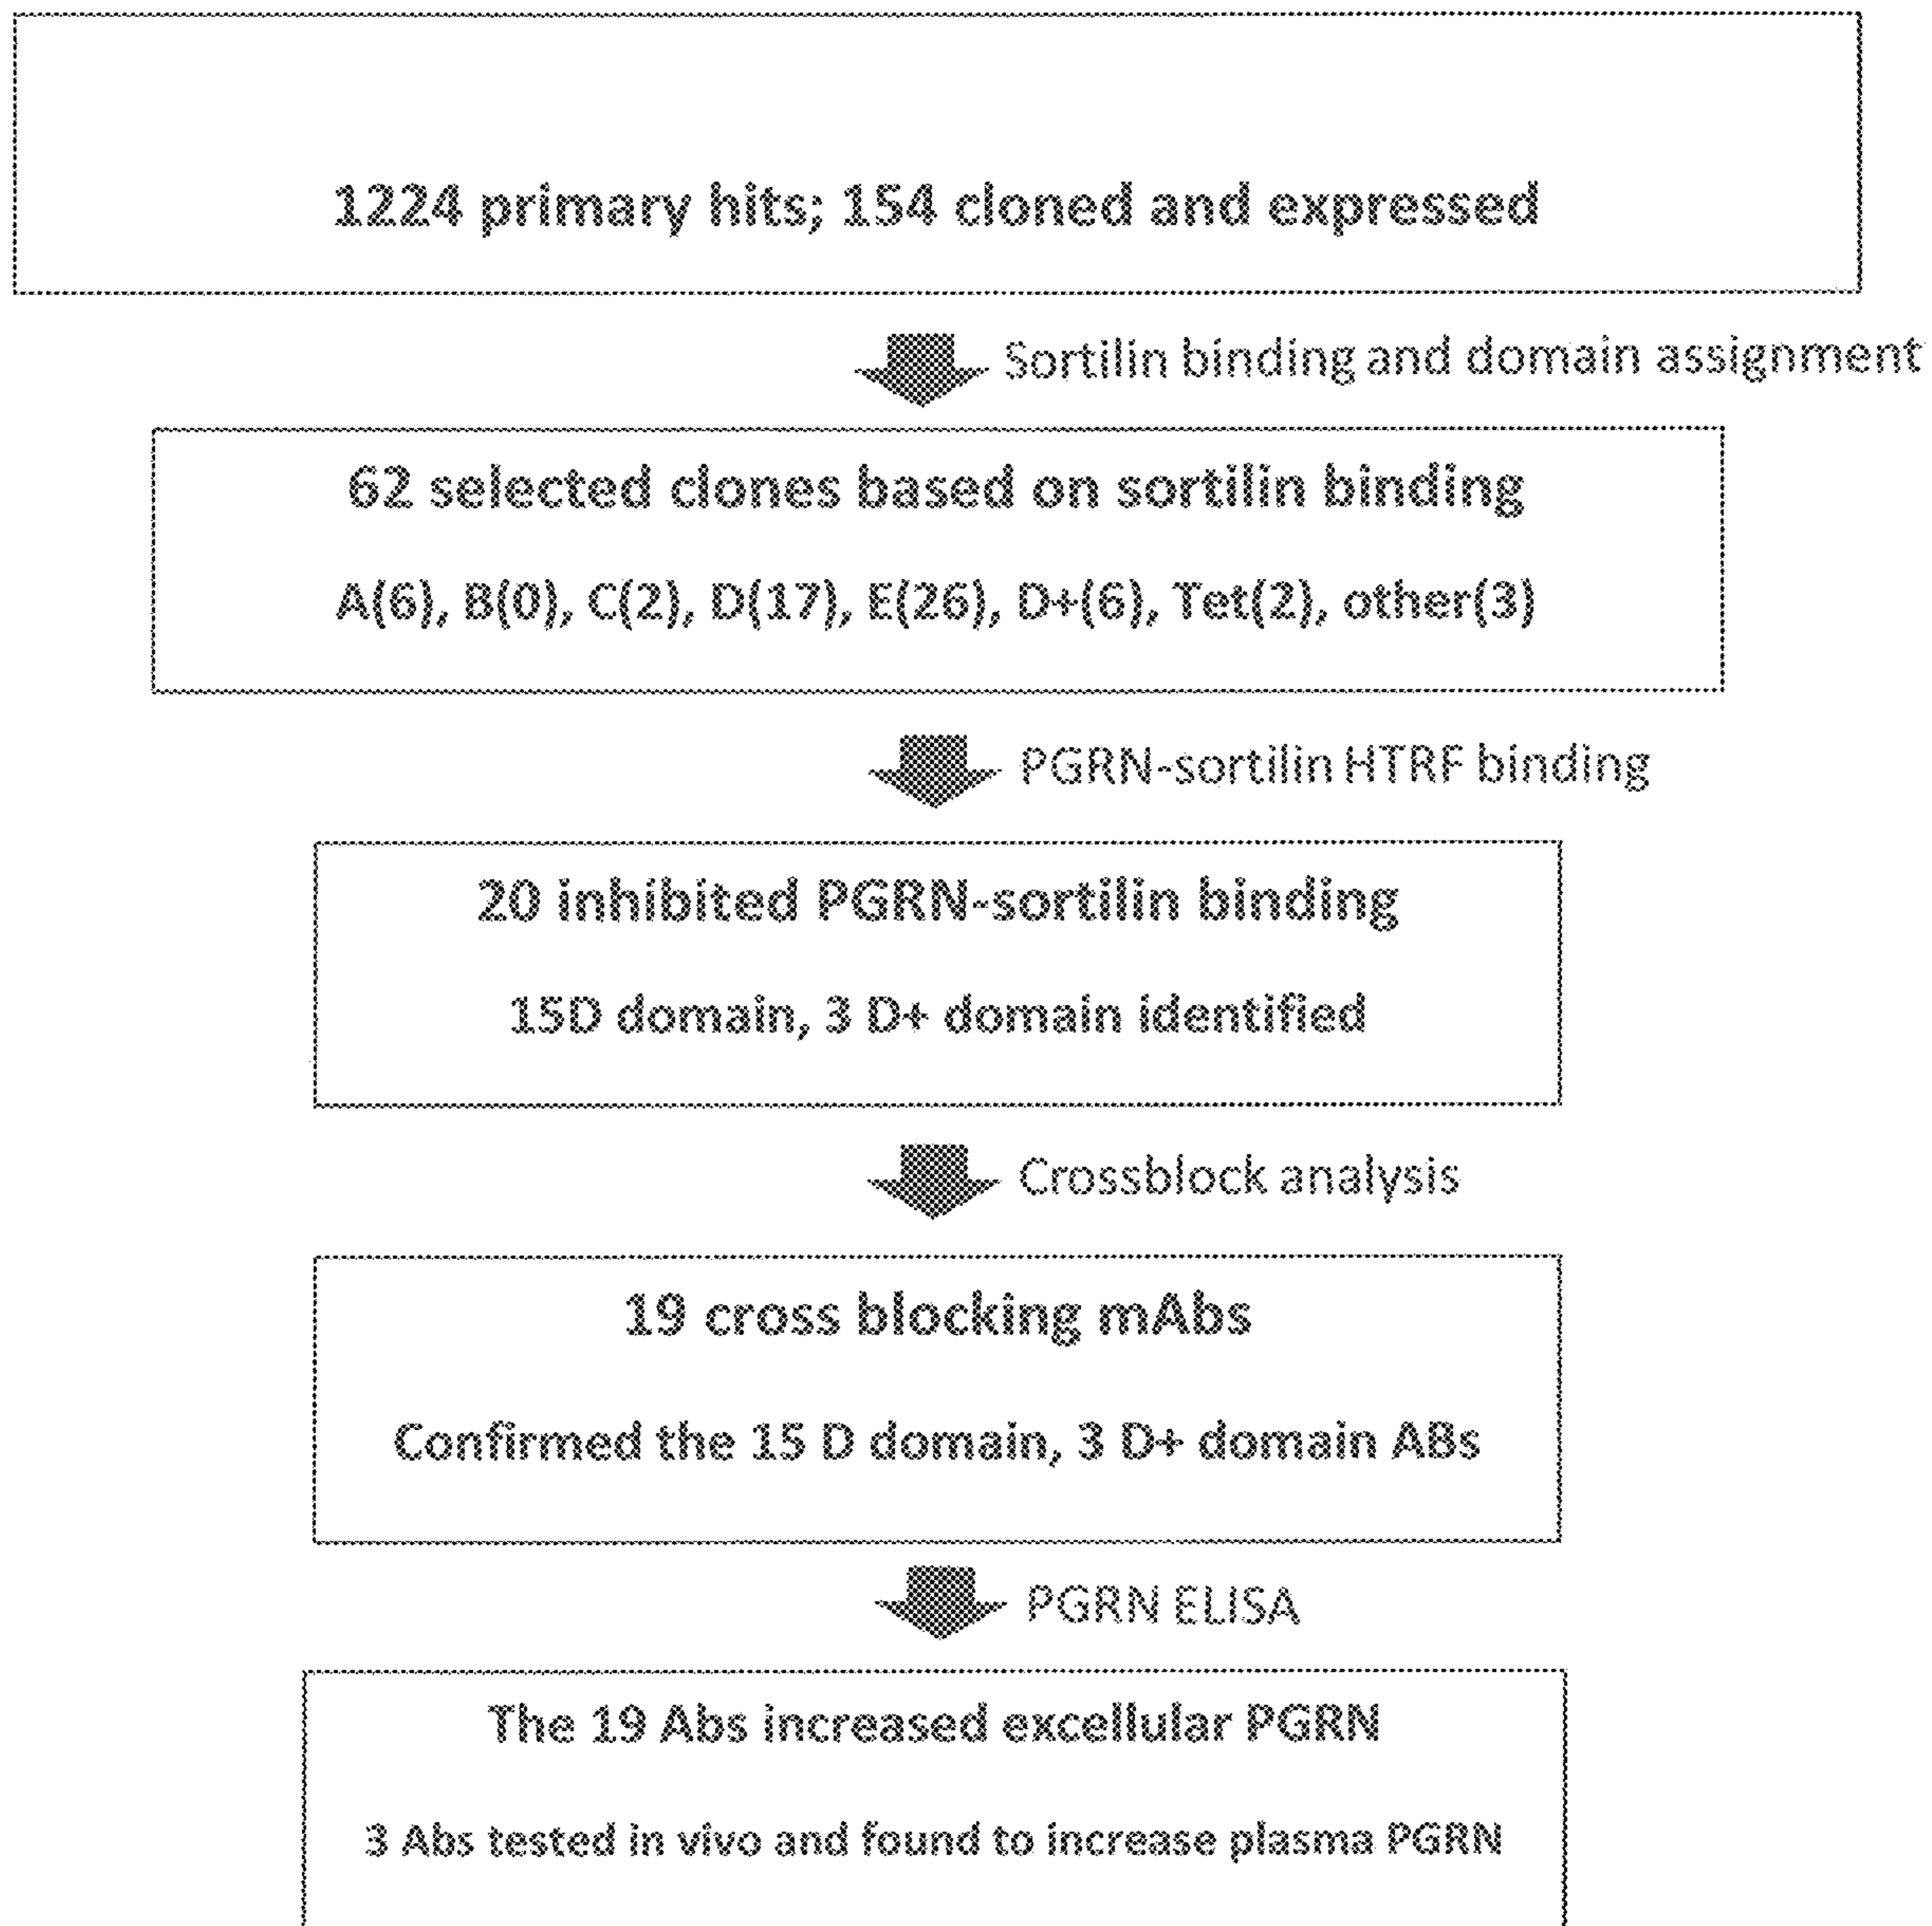 1224 primary hits; 154 cloned and expressed
Sortilin binding and domain assignment
62 selected clones based on sortilin binding
A(6), B(0), C(2), D(17), E(26), D+(6), Tet(2), other(3)
PGRN-sortilin HTRF binding
20 inhibited PGRN-sortilin binding
15D domain, 3 D+ domain identified
Crossblock analysis
19 cross blocking mAbs
Confirmed the 15 D domain, 3 D+ domain ABs
PGRN ELISA
The 19 Abs increased excellular PGRN
3 Abs tested in vivo and found to increase plasma PGRN